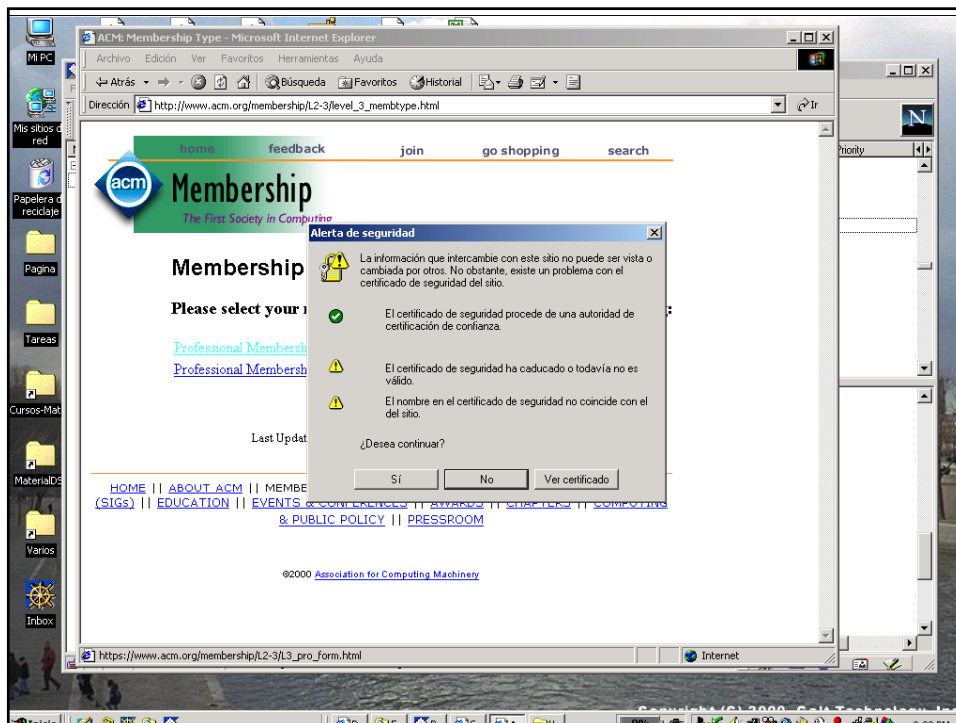 ACM: Membership Type - Microsoft Internet Explorer
Archivo Edición Ver Favoritos Herramientas Ayuda
Atrás Búsqueda Favoritos Historial
Dirección http://www.acm.org/membership/L2-3/level_3_membtype.html Ir
home feedback join go shopping search
acm Membership
The First Society in Computing
Membership
Please select your
Professional Membersh
Professional Membersh
Last Updat
Alerta de seguridad
La información que intercambie con este sitio no puede ser vista o
cambiada por otros. No obstante, existe un problema con el
certificado de seguridad del sitio.
El certificado de seguridad procede de una autoridad de
certificación de confianza.
El certificado de seguridad ha caducado o todavía no es
válido.
El nombre en el certificado de seguridad no coincide con el
del sitio.
¿Desea continuar?
Sí No Ver certificado
HOME || ABOUT ACM || MEMBE
(SIGs) || EDUCATION || EVENTS & CONFERENCES || AWARDS || CHAPTERS || COMPUTING
& PUBLIC POLICY || PRESSROOM
©2000 Association for Computing Machinery
https://www.acm.org/membership/L2-3/L3_pro_form.html Internet
Mi PC
Mis sitios d
red
Papelera d
reciclaje
Pagina
Tareas
Cursos-Mat
MaterialDS
Varios
Inbox
N
Priority
Inicio